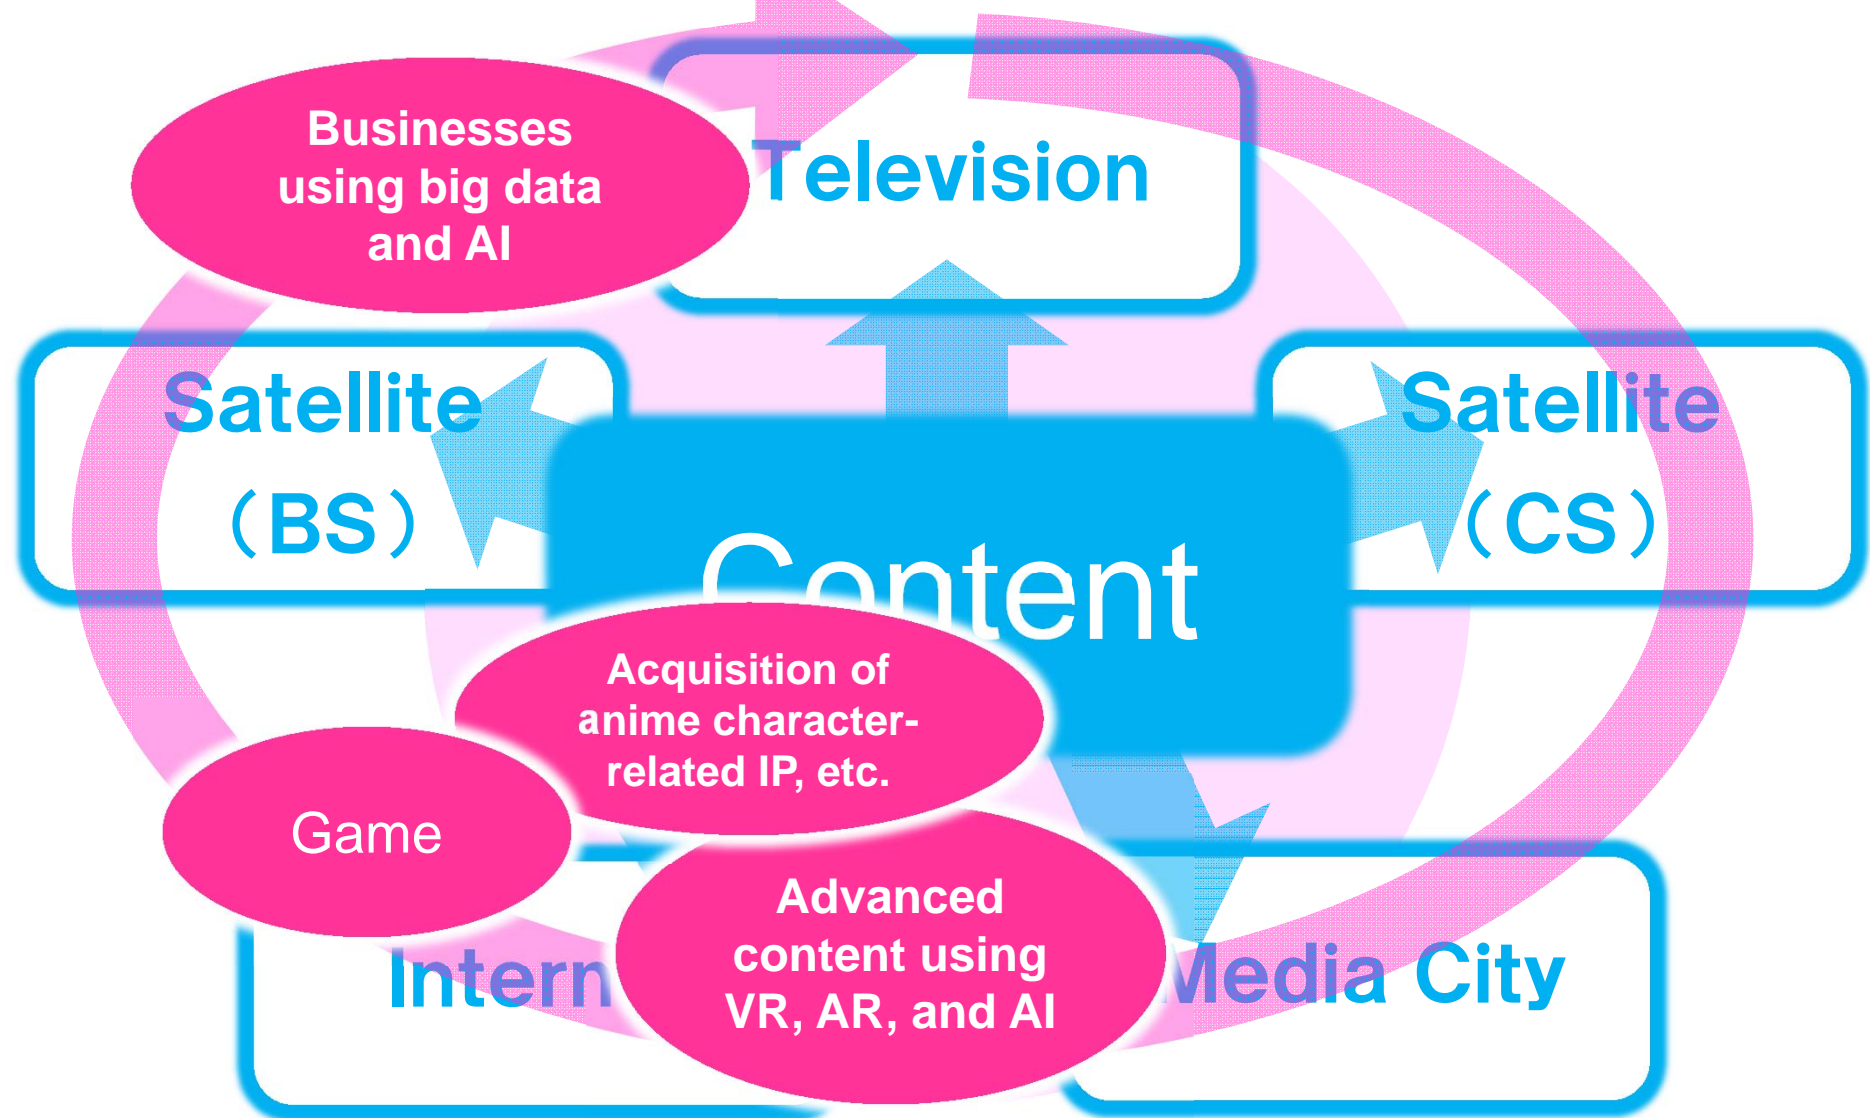 Businesses
using big data
and AI
Television
Satellite
（BS）
Satellite
（CS）
Content
Acquisition of
anime character-
related IP, etc.
Game
Advanced
content using
VR, AR, and AI
Intern
Media City